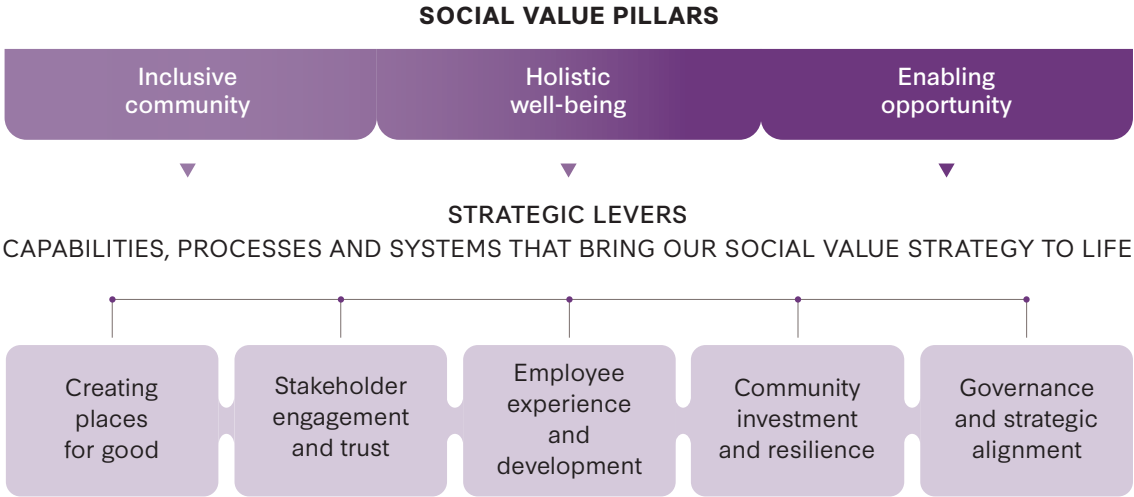 SOCIAL VALUE PILLARS
Inclusive
community
Holistic
well-being
Enabling
opportunity
STRATEGIC LEVERS
CAPABILITIES, PROCESSES AND SYSTEMS THAT BRING OUR SOCIAL VALUE STRATEGY TO LIFE
Creating
places
for good
Stakeholder
engagement
and trust
Employee
experience
and
development
Community
investment
and resilience
Governance
and strategic
alignment